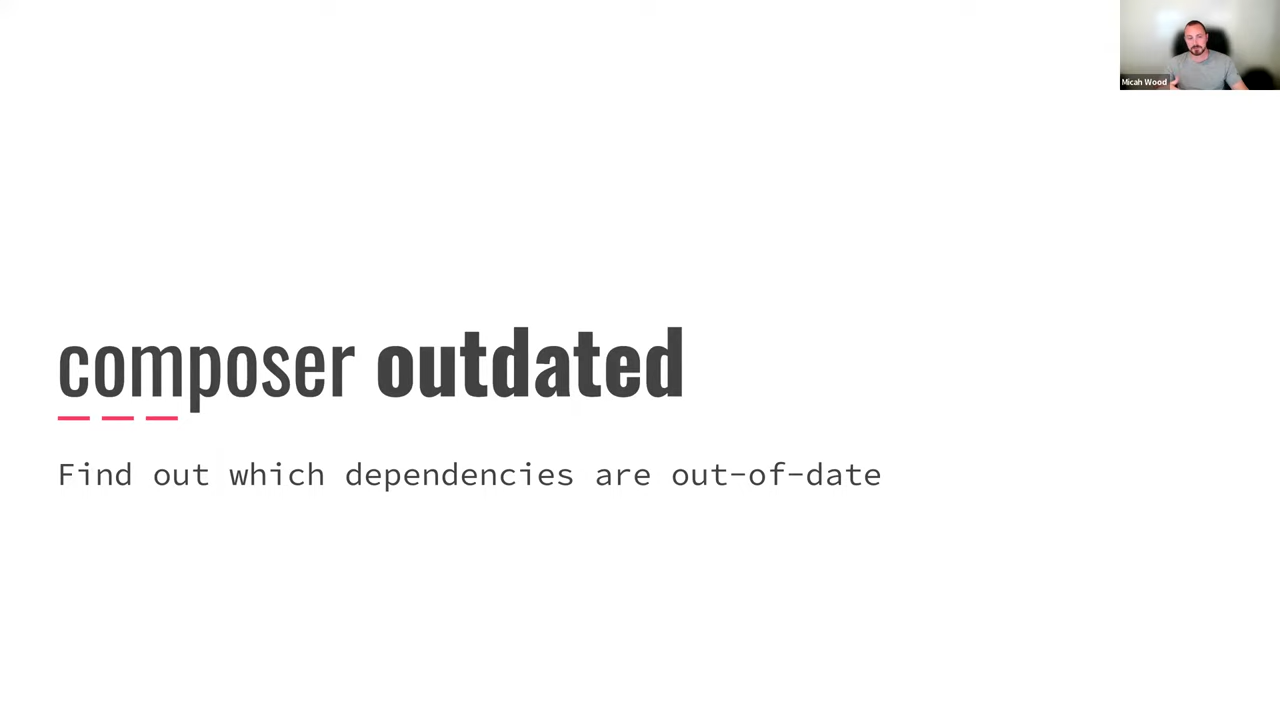 Micah Wood
composer outdated
Find out which dependencies are out-of-date